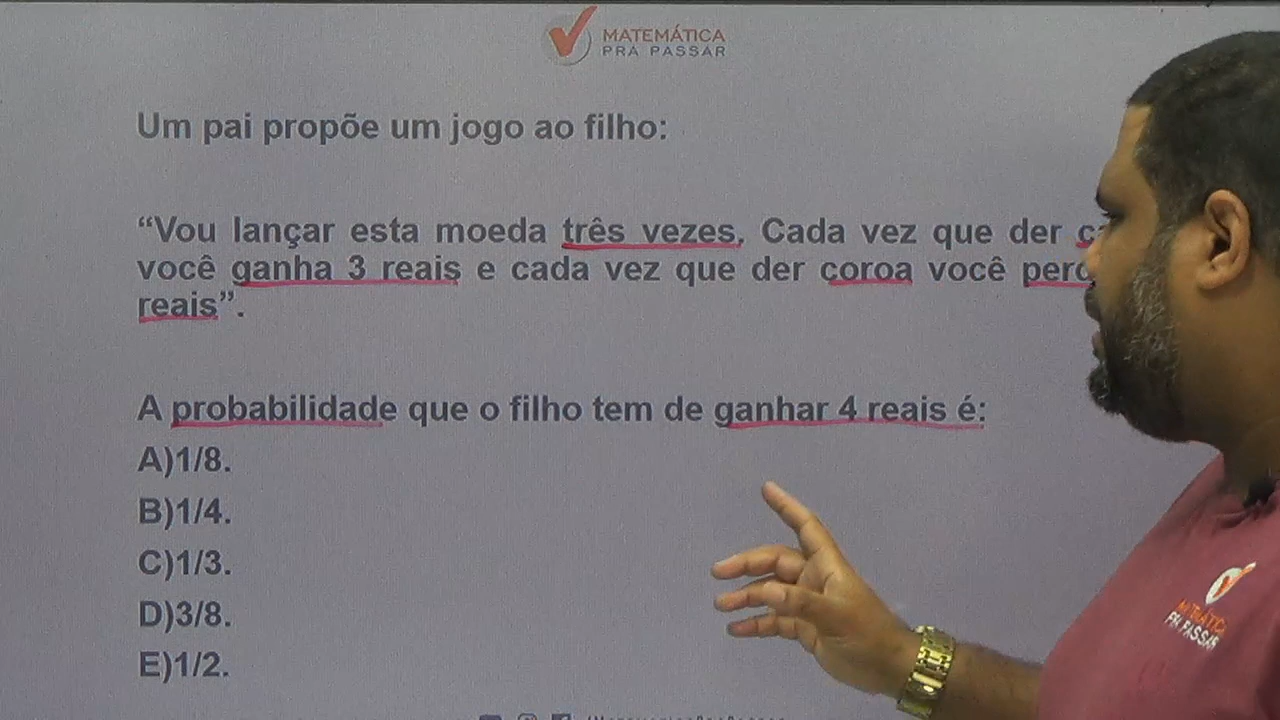 MATEMÁTICA
PRA PASSAR
Um pai propõe um jogo ao filho:
“Vou lançar esta moeda três vezes. Cada vez que der
você ganha 3 reais e cada vez que der coroa você
reais”.
A probabilidade que o filho tem de ganhar 4 reais é:
A)1/8.
B)1/4.
C)1/3.
D)3/8.
E)1/2.
PRA PASSAR